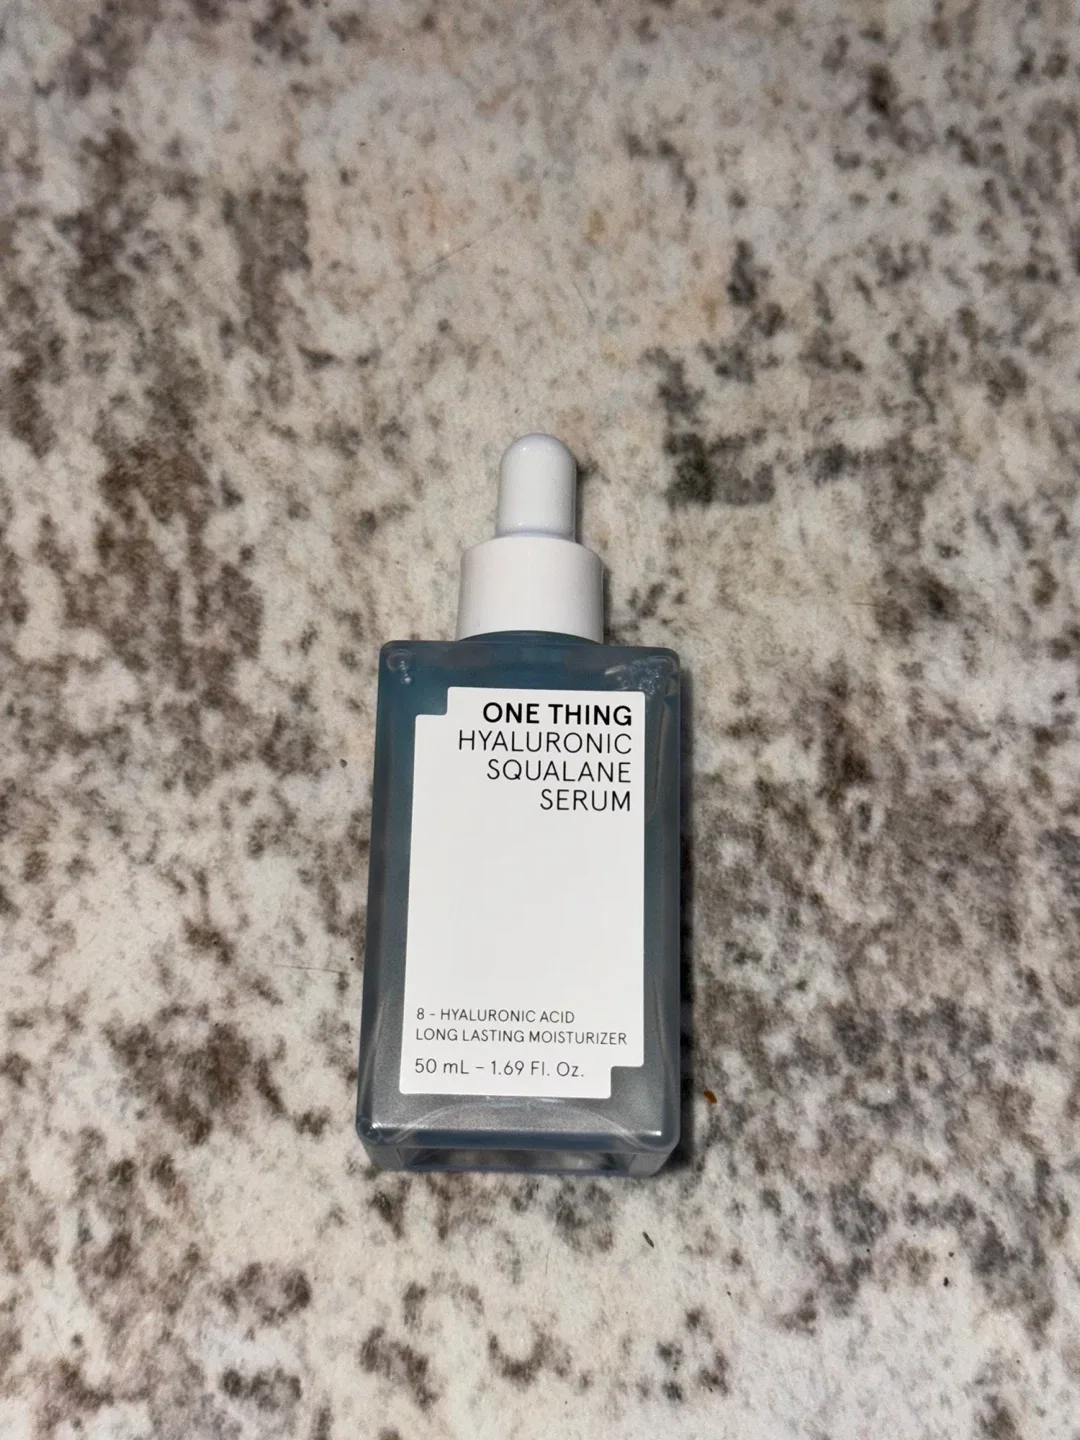 ONE THING
HYALURONIC
SQUALANE
SERUM
8 - HYALURONIC ACID
LONG LASTING MOISTURIZER
50 mL - 1.69 Fl. Oz.